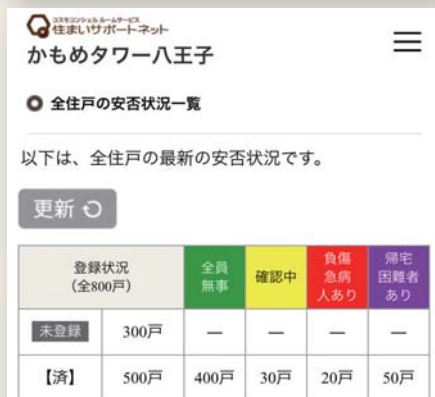 コスモコンシェル ルームサービス
住まいサポートネット
かもめタワー八王子
全住戸の安否状況一覧
以下は、全住戸の最新の安否状況です。
更新
登録状況
(全800戸)
全員
無事
確認中
負傷
急病
人あり
帰宅
困難者
あり
未登録 300戸 — — — —
【済】 500戸 400戸 30戸 20戸 50戸